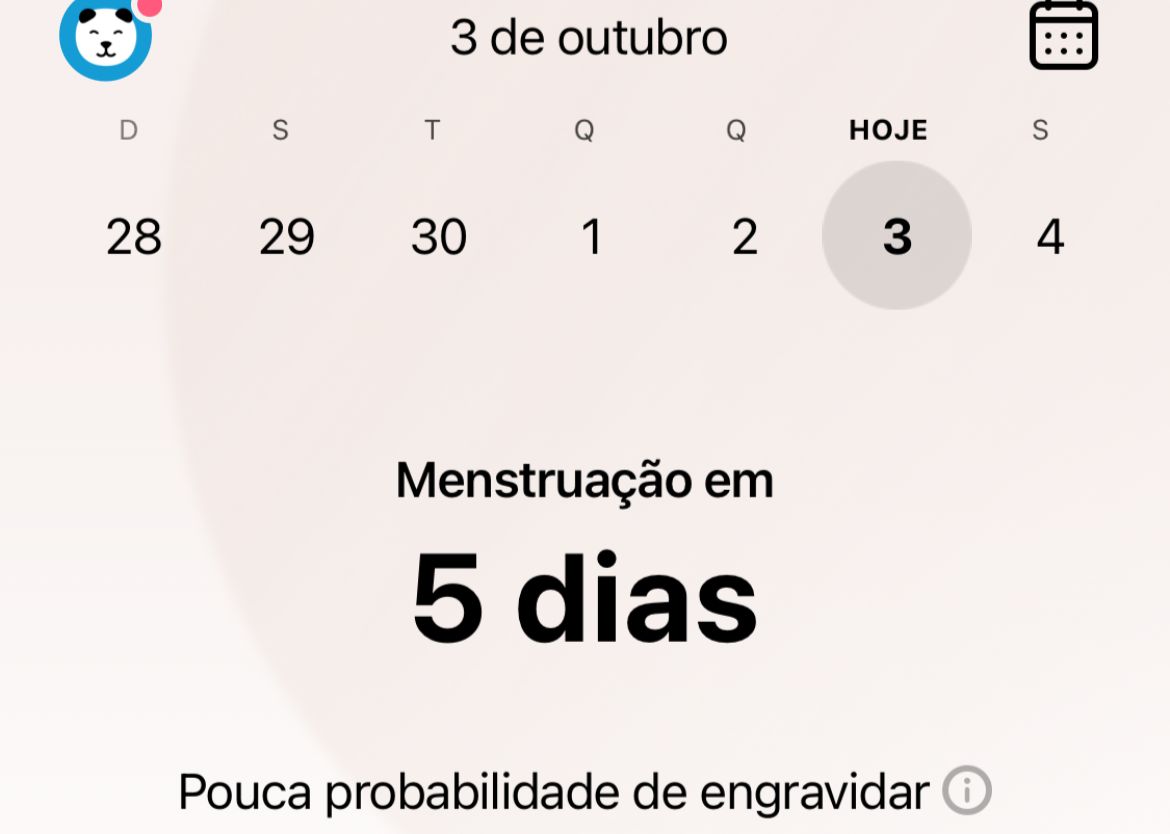 3 de outubro
D S T Q Q HOJE S
28 29 30 1 2 3 4
Menstruação em
5 dias
Pouca probabilidade de engravidar